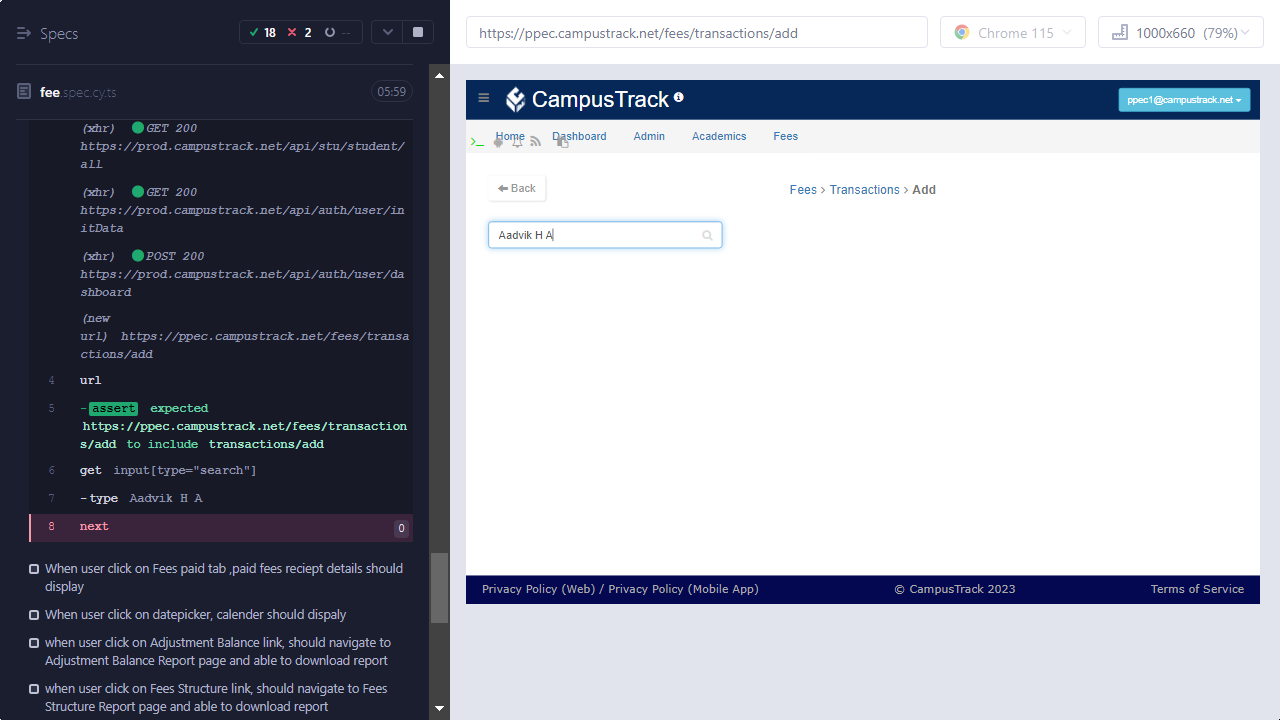 Specs
18
2
--
fee.spec.cy.ts
05:59
(xhr) GET 200
https://prod.campustrack.net/api/stu/student/
all
(xhr) GET 200
https://prod.campustrack.net/api/auth/user/in
itData
(xhr) POST 200
https://prod.campustrack.net/api/auth/user/da
shboard
(new
url) https://ppec.campustrack.net/fees/transa
ctions/add
4 url
5 -assert expected
https://ppec.campustrack.net/fees/transaction
s/add to include transactions/add
6 get input[type="search"]
7 -type Aadvik H A
8 next 0
When user click on Fees paid tab ,paid fees reciept details should
display
When user click on datepicker, calender should dispaly
when user click on Adjustment Balance link, should navigate to
Adjustment Balance Report page and able to download report
when user click on Fees Structure link, should navigate to Fees
Structure Report page and able to download report
https://ppec.campustrack.net/fees/transactions/add
Chrome 115
1000x660 (79%)
CampusTrack
ppec1@campustrack.net
Home Dashboard Admin Academics Fees
Back
Fees > Transactions > Add
Aadvik H A
Privacy Policy (Web) / Privacy Policy (Mobile App)
© CampusTrack 2023
Terms of Service